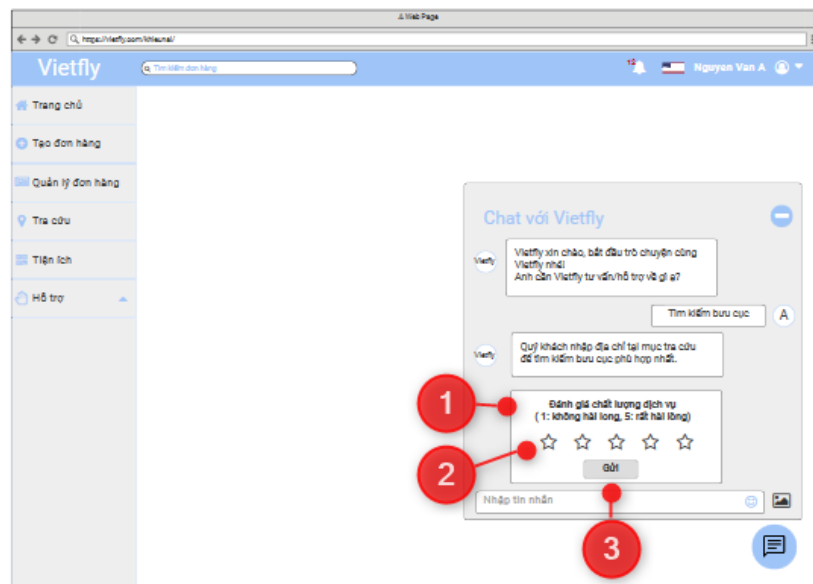 A Web Page
https://vietfly.com/khieunai/
Vietfly
Tìm kiếm đơn hàng
12
Nguyen Van A
Trang chủ
Tạo đơn hàng
Quản lý đơn hàng
Tra cứu
Tiện ích
Hỗ trợ
Chat với Vietfly
Vietfly
Vietfly xin chào, bắt đầu trò chuyện cùng
Vietfly nhé!
Anh cần Vietfly tư vấn/hỗ trợ về gì ạ?
Tìm kiếm bưu cục
A
Vietfly
Quý khách nhập địa chỉ tại mục tra cứu
để tìm kiếm bưu cục phù hợp nhất.
1
Đánh giá chất lượng dịch vụ
( 1: không hài long, 5: rất hài lòng)
2
Gửi
Nhập tin nhắn
3